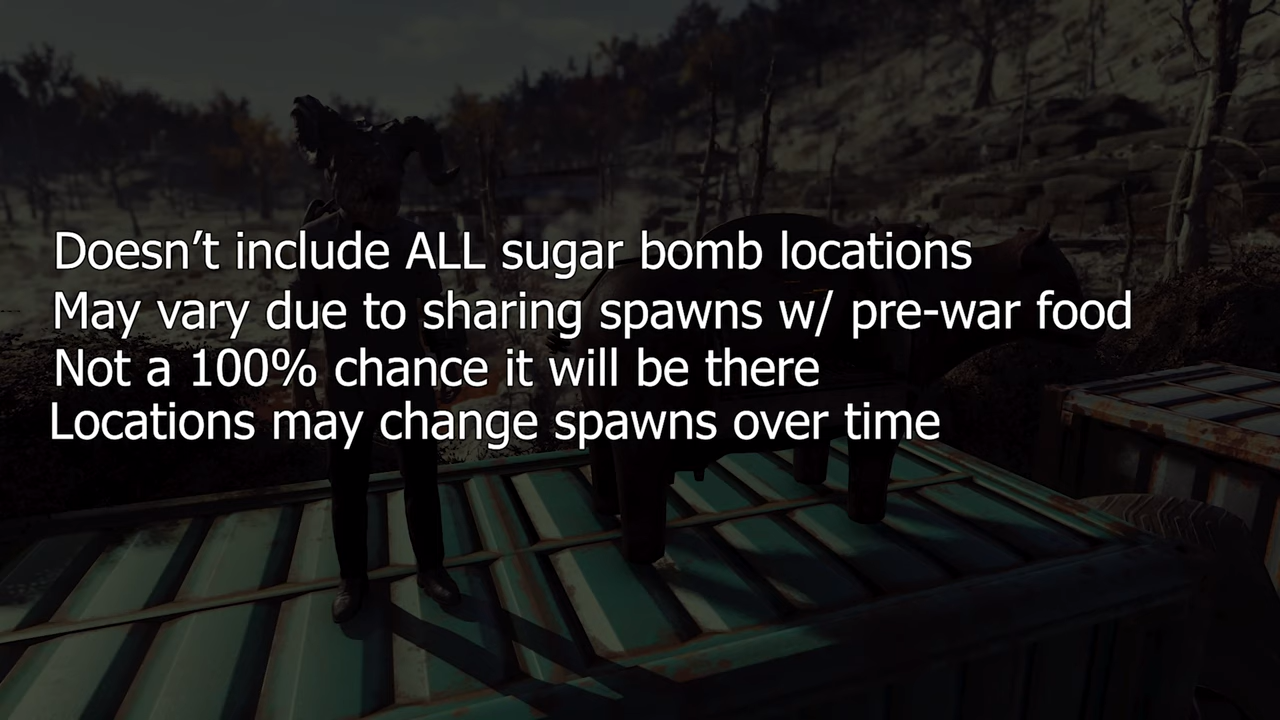 Doesn’t include ALL sugar bomb locations
May vary due to sharing spawns w/ pre-war food
Not a 100% chance it will be there
Locations may change spawns over time